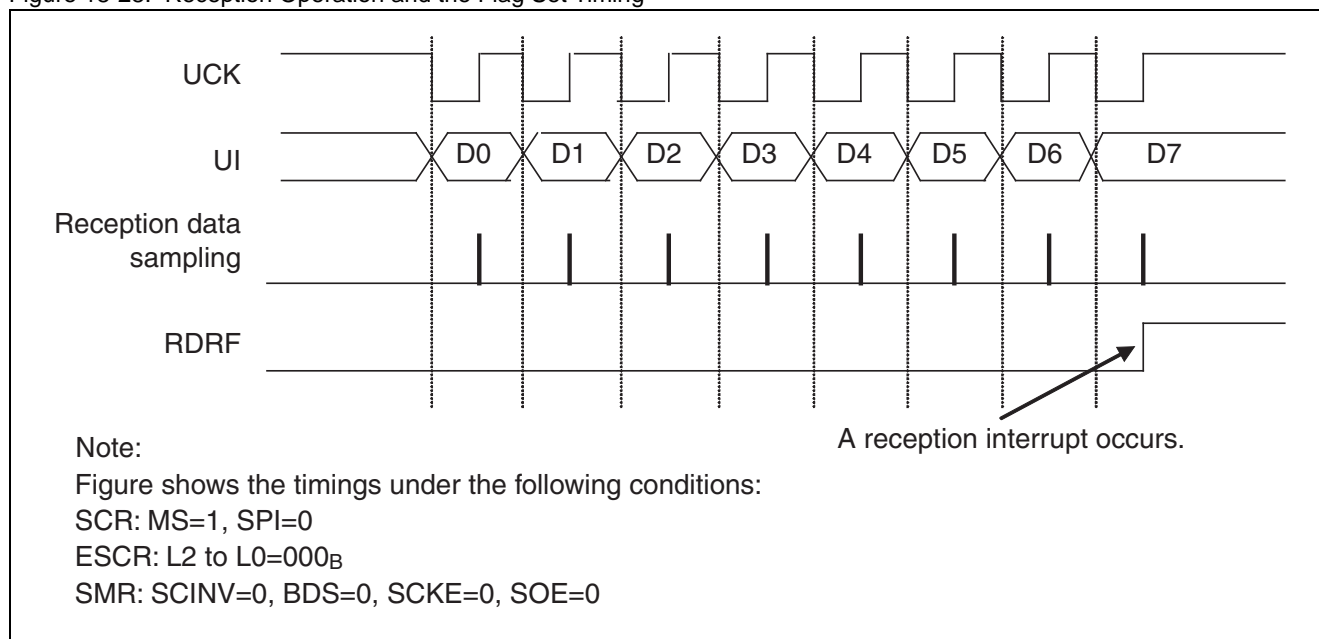 Figure 18-25. Reception Operation and the Flag Set Timing
UCK
UI
D0 D1 D2 D3 D4 D5 D6 D7
Reception data
sampling
RDRF
A reception interrupt occurs.
Note:
Figure shows the timings under the following conditions:
SCR: MS=1, SPI=0
ESCR: L2 to L0=000B
SMR: SCINV=0, BDS=0, SCKE=0, SOE=0